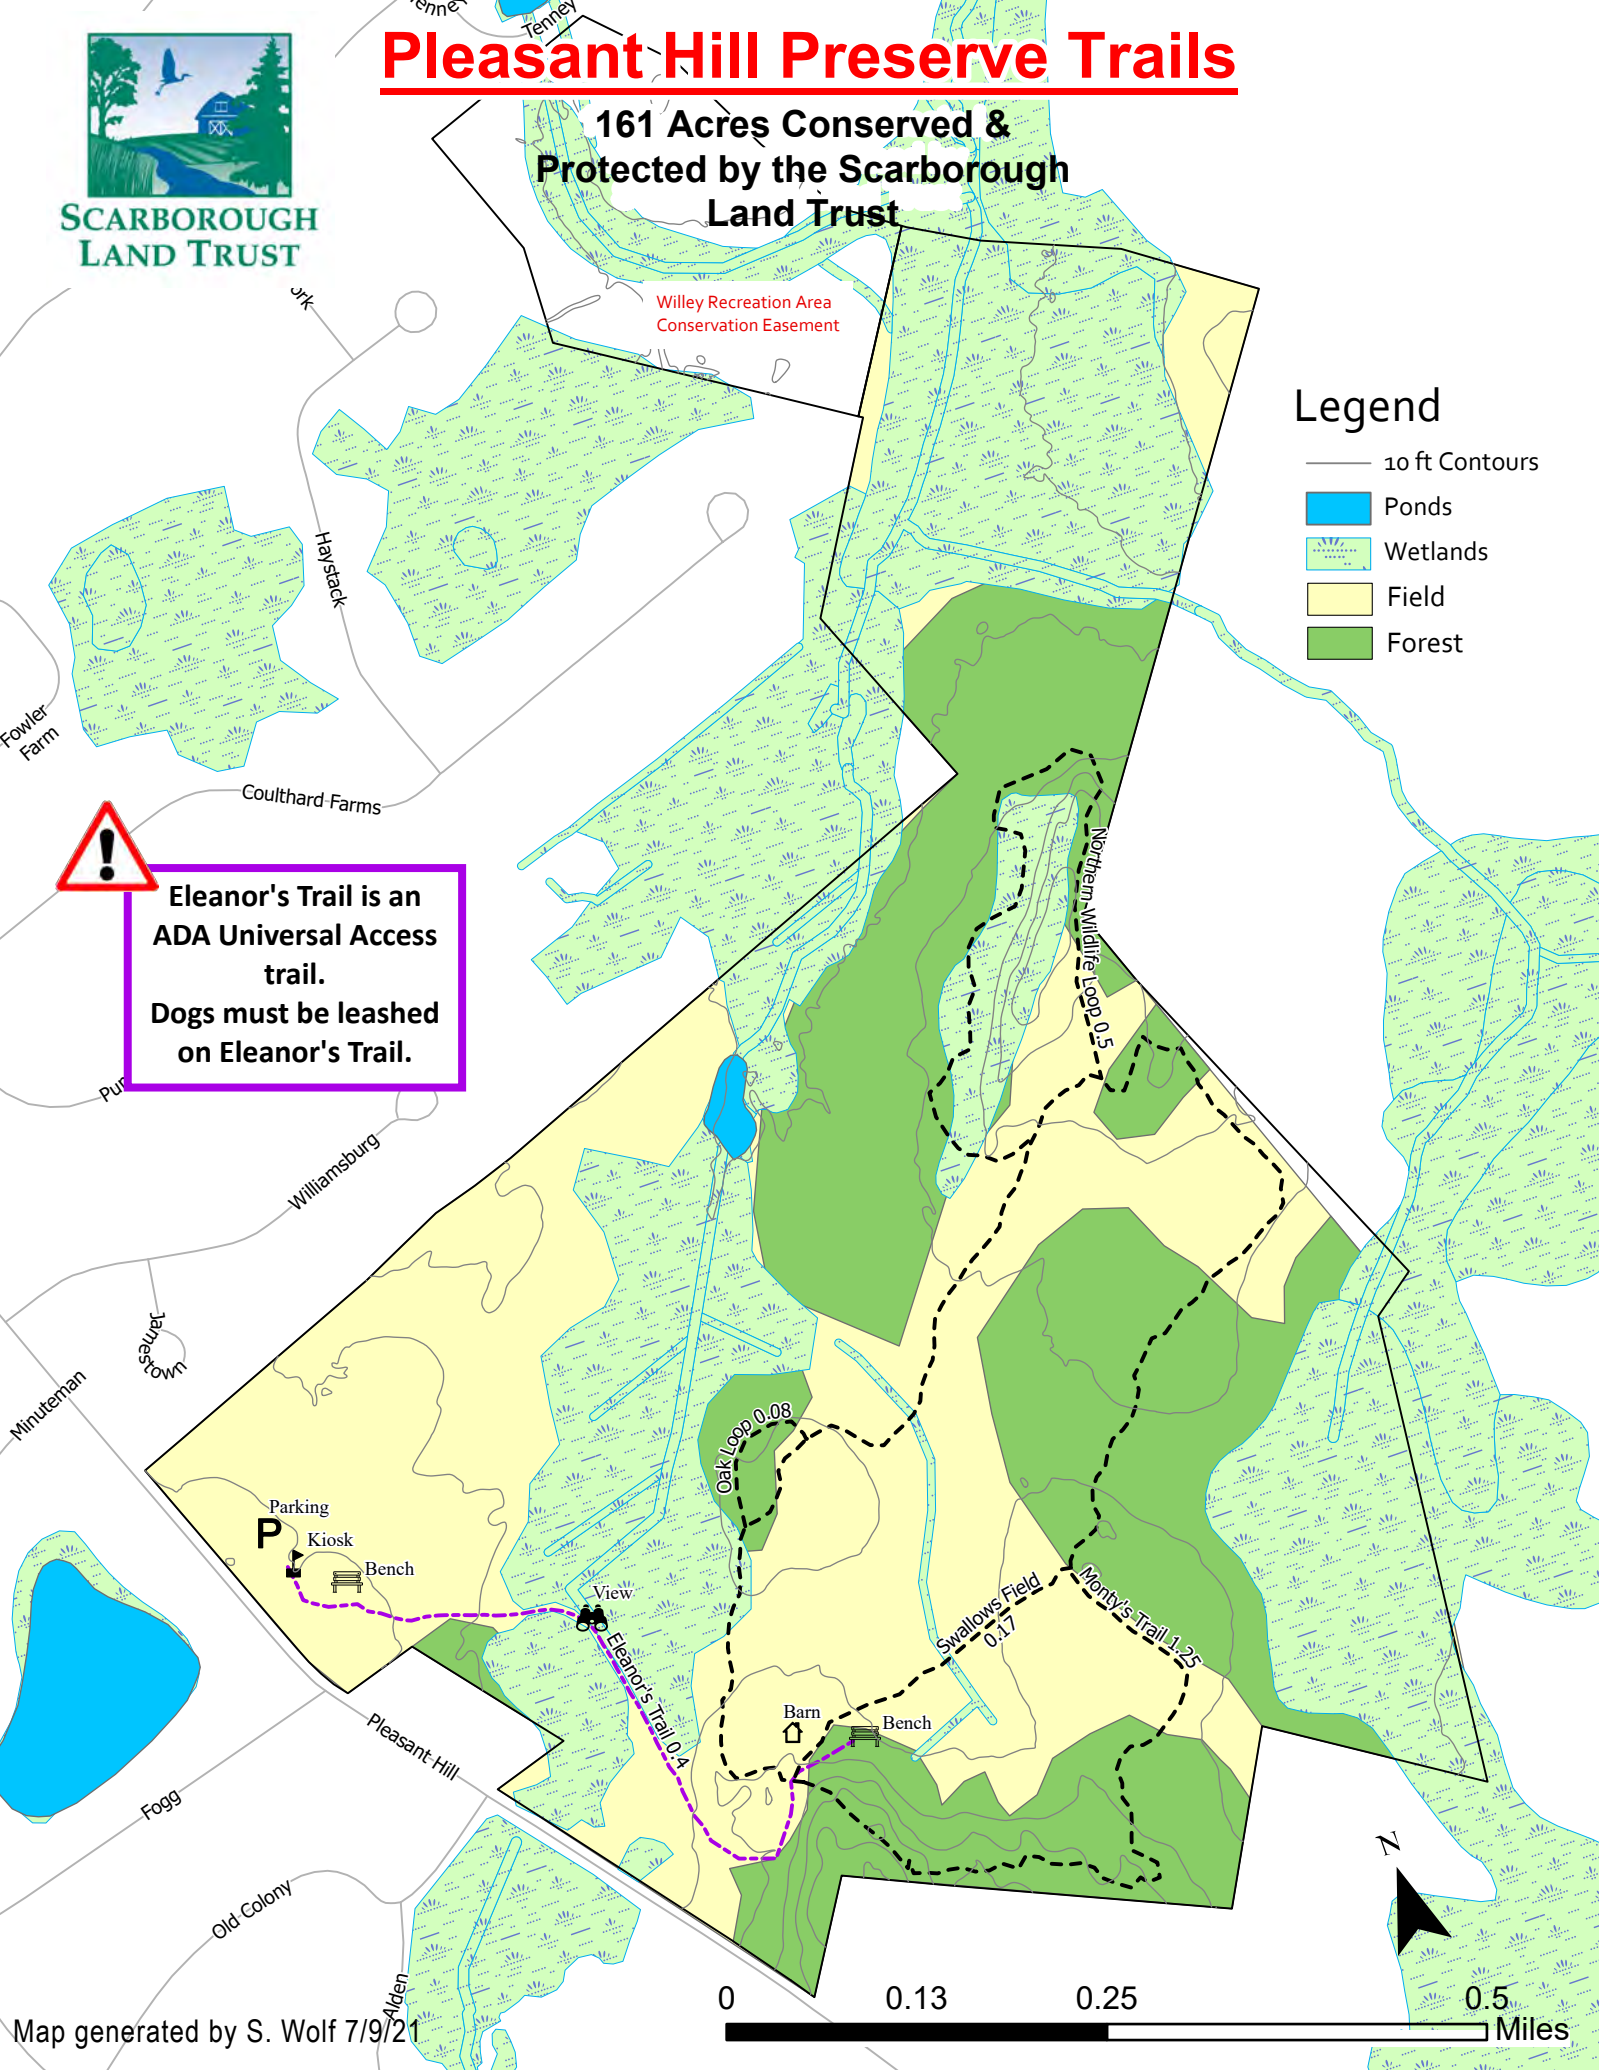 Tenney
Tenney
Pleasant Hill Preserve Trails
161 Acres Conserved &
Protected by the Scarborough
Land Trust
SCARBOROUGH
LAND TRUST
ork
Willey Recreation Area
Conservation Easement
Legend
10 ft Contours
Ponds
Wetlands
Field
Forest
Haystack
Fowler
Farm
Coulthard Farms
Eleanor's Trail is an
ADA Universal Access
trail.
Dogs must be leashed
on Eleanor's Trail.
Northern Wildlife Loop 0.5
Pur
Williamsburg
Jamestown
Minuteman
Oak Loop 0.08
Parking
P
Kiosk
Bench
View
Eleanor's Trail 0.4
Swallows Field
0.17
Monty's Trail 1.25
Barn
Bench
Pleasant Hill
Fogg
Old Colony
Alden
N
0 0.13 0.25 0.5
Miles
Map generated by S. Wolf 7/9/21